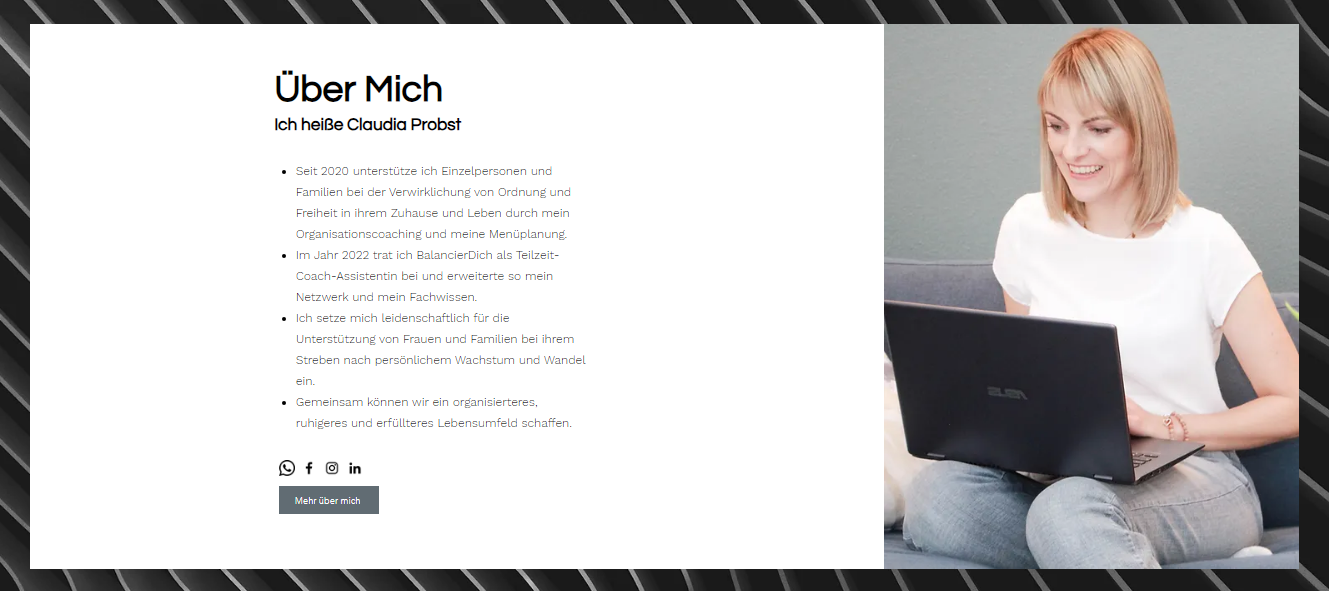 Über Mich
Ich heiße Claudia Probst
Seit 2020 unterstütze ich Einzelpersonen und
Familien bei der Verwirklichung von Ordnung und
Freiheit in ihrem Zuhause und Leben durch mein
Organisationscoaching und meine Menüplanung.
Im Jahr 2022 trat ich BalancierDich als Teilzeit-
Coach-Assistentin bei und erweiterte so mein
Netzwerk und mein Fachwissen.
Ich setze mich leidenschaftlich für die
Unterstützung von Frauen und Familien bei ihrem
Streben nach persönlichem Wachstum und Wandel
ein.
Gemeinsam können wir ein organisierteres,
ruhigeres und erfüllteres Lebensumfeld schaffen.
Mehr über mich